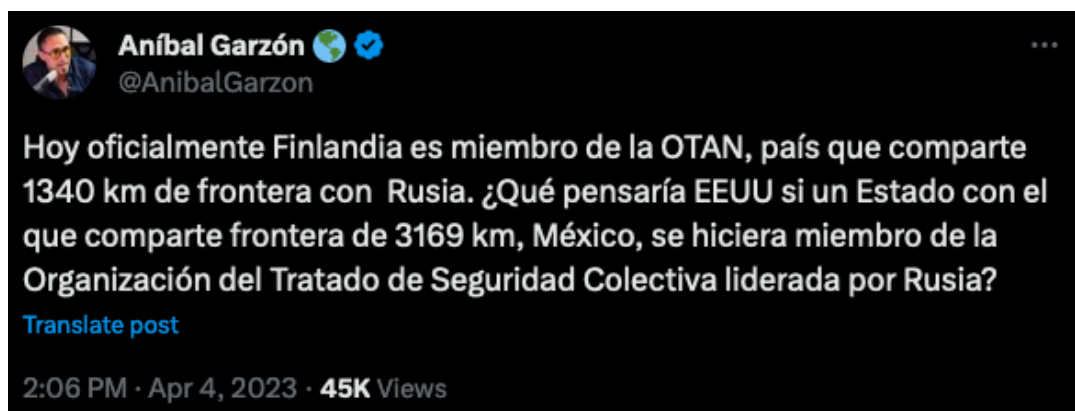 Aníbal Garzón
@AnibalGarzon
Hoy oficialmente Finlandia es miembro de la OTAN, país que comparte
1340 km de frontera con Rusia. ¿Qué pensaría EEUU si un Estado con el
que comparte frontera de 3169 km, México, se hiciera miembro de la
Organización del Tratado de Seguridad Colectiva liderada por Rusia?
Translate post
2:06 PM · Apr 4, 2023 · 45K Views